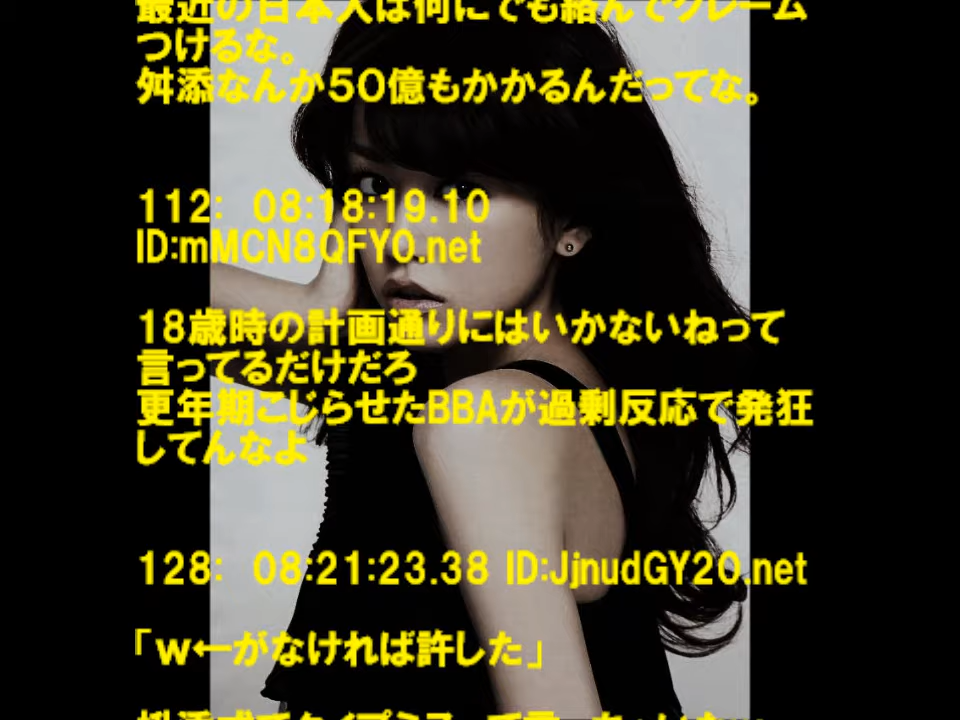 最近の日本人は何にでも絡んでクレーム
つけるな。
舛添なんか50億もかかるんだってな。
112: 08:18:19.10
ID:mMCN8QFY0.net
18歳時の計画通りにはいかないねって
言ってるだけだろ
更年期こじらせたBBAが過剰反応で発狂
してんなよ
128: 08:21:23.38 ID:JjnudGY20.net
「w←がなければ許した」